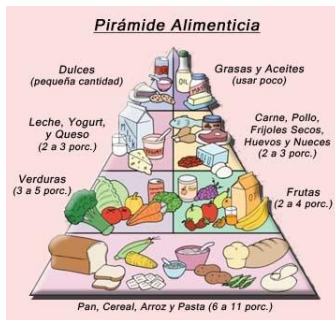 Pirámide Alimenticia
Dulces
(pequeña cantidad)
Grasas y Aceites
(usar poco)
Leche, Yogurt,
y Queso
(2 a 3 porc.)
Carne, Pollo,
Frijoles Secos,
Huevos y Nueces
(2 a 3 porc.)
Verduras
(3 a 5 porc.)
Frutas
(2 a 4 porc.)
Pan, Cereal, Arroz y Pasta (6 a 11 porc.)
OIL